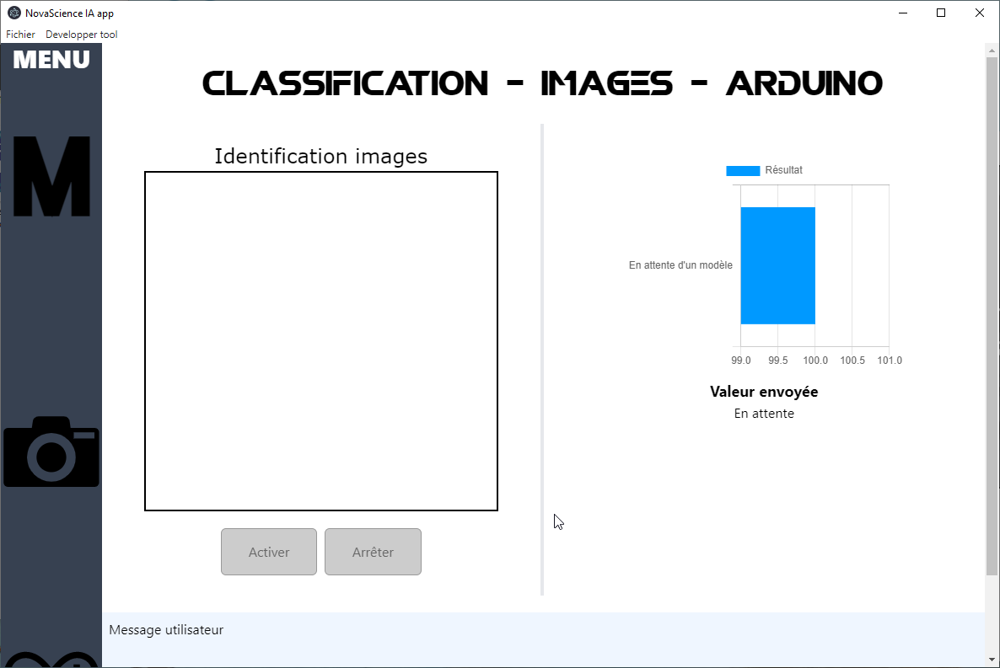 NovaScience IA app
Fichier Developper tool
MENU
CLASSIFICATION - IMAGES - ARDUINO
M
Identification images
Résultat
En attente d'un modèle
99.0 99.5 100.0 100.5 101.0
Valeur envoyée
En attente
Activer Arrêter
Message utilisateur